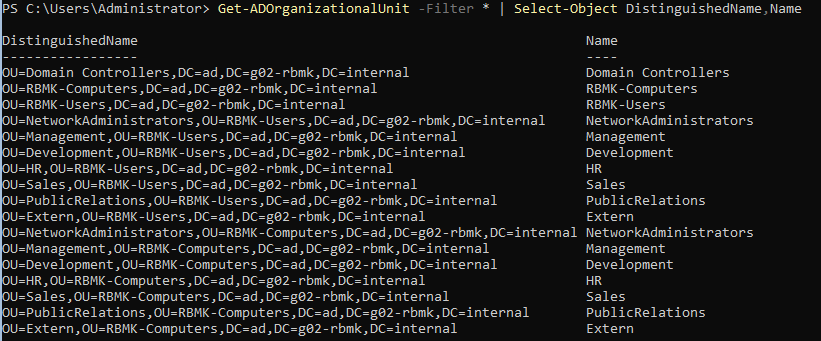 PS C:\Users\Administrator> Get-ADOrganizationalUnit -Filter * | Select-Object DistinguishedName,Name
DistinguishedName Name
----------------- ----
OU=Domain Controllers,DC=ad,DC=g02-rbmk,DC=internal Domain Controllers
OU=RBMK-Computers,DC=ad,DC=g02-rbmk,DC=internal RBMK-Computers
OU=RBMK-Users,DC=ad,DC=g02-rbmk,DC=internal RBMK-Users
OU=NetworkAdministrators,OU=RBMK-Users,DC=ad,DC=g02-rbmk,DC=internal NetworkAdministrators
OU=Management,OU=RBMK-Users,DC=ad,DC=g02-rbmk,DC=internal Management
OU=Development,OU=RBMK-Users,DC=ad,DC=g02-rbmk,DC=internal Development
OU=HR,OU=RBMK-Users,DC=ad,DC=g02-rbmk,DC=internal HR
OU=Sales,OU=RBMK-Users,DC=ad,DC=g02-rbmk,DC=internal Sales
OU=PublicRelations,OU=RBMK-Users,DC=ad,DC=g02-rbmk,DC=internal PublicRelations
OU=Extern,OU=RBMK-Users,DC=ad,DC=g02-rbmk,DC=internal Extern
OU=NetworkAdministrators,OU=RBMK-Computers,DC=ad,DC=g02-rbmk,DC=internal NetworkAdministrators
OU=Management,OU=RBMK-Computers,DC=ad,DC=g02-rbmk,DC=internal Management
OU=Development,OU=RBMK-Computers,DC=ad,DC=g02-rbmk,DC=internal Development
OU=HR,OU=RBMK-Computers,DC=ad,DC=g02-rbmk,DC=internal HR
OU=Sales,OU=RBMK-Computers,DC=ad,DC=g02-rbmk,DC=internal Sales
OU=PublicRelations,OU=RBMK-Computers,DC=ad,DC=g02-rbmk,DC=internal PublicRelations
OU=Extern,OU=RBMK-Computers,DC=ad,DC=g02-rbmk,DC=internal Extern